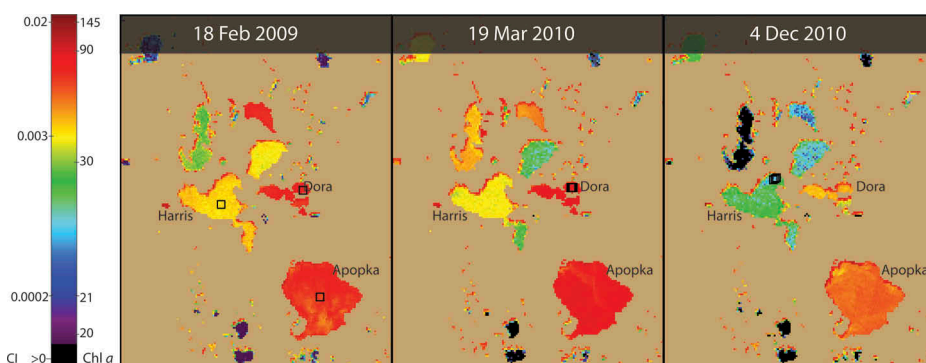 18 Feb 2009
19 Mar 2010
4 Dec 2010
0.02
145
90
0.003
30
0.0002
21
20
CI >0
Chl a
Harris
Dora
Apopka
Harris
Dora
Apopka
Harris
Dora
Apopka